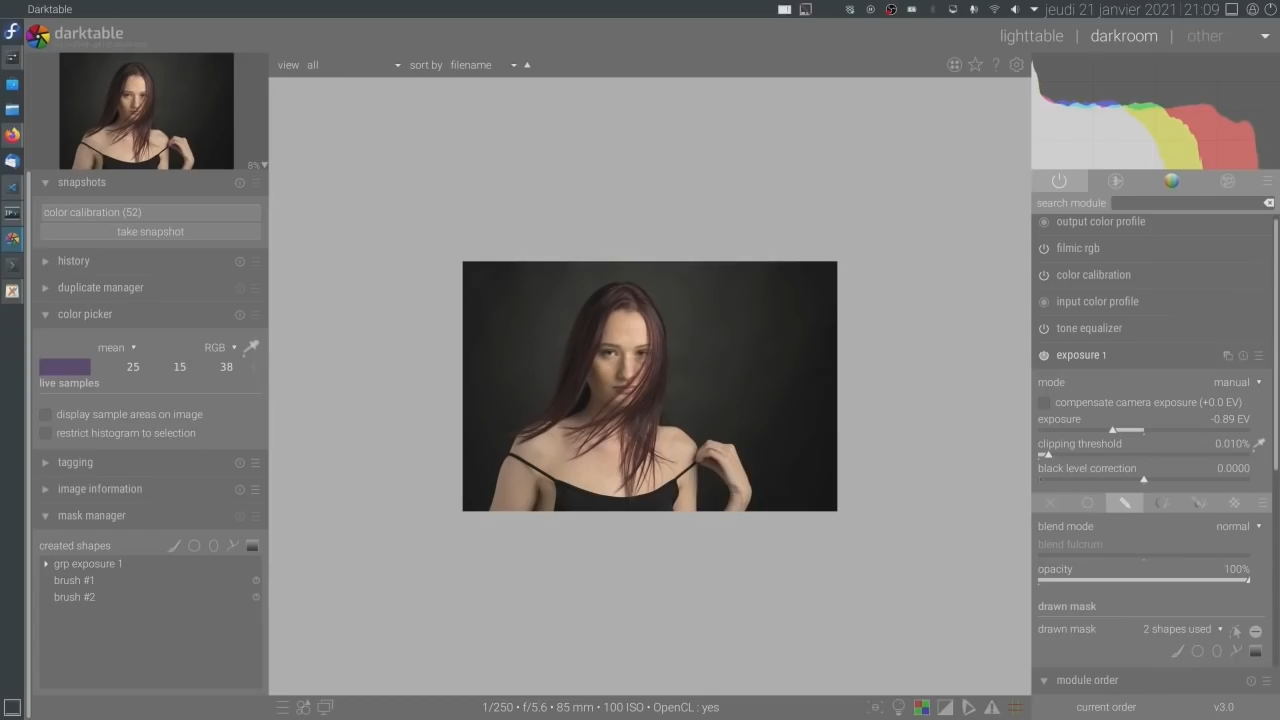 Darktable
jeudi 21 janvier 2021 | 21:09
darktable
lighttable | darkroom | other
view all sort by filename
8%
snapshots
color calibration (52)
take snapshot
history
duplicate manager
color picker
mean RGB
25 15 38
live samples
display sample areas on image
restrict histogram to selection
tagging
image information
mask manager
created shapes
grp exposure 1
brush #1
brush #2
1/250 • f/5.6 • 85 mm • 100 ISO • OpenCL : yes
search module
output color profile
filmic rgb
color calibration
input color profile
tone equalizer
exposure 1
mode manual
compensate camera exposure (+0.0 EV)
exposure -0.89 EV
clipping threshold 0.010%
black level correction 0.0000
blend mode normal
blend fulcrum
opacity 100%
drawn mask
drawn mask 2 shapes used
module order
current order v3.0